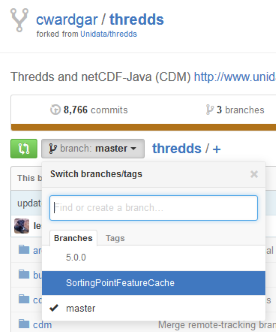 cwardgar / thredds
forked from Unidata/thredds
Thredds and netCDF-Java (CDM) http://www.unid
8,766 commits
3 branches
branch: master
thredds / +
This b
Switch branches/tags
update
Find or create a branch...
le
Branches
Tags
5.0.0
SortingPointFeatureCache
master
cdm
Merge remote-tracking branch